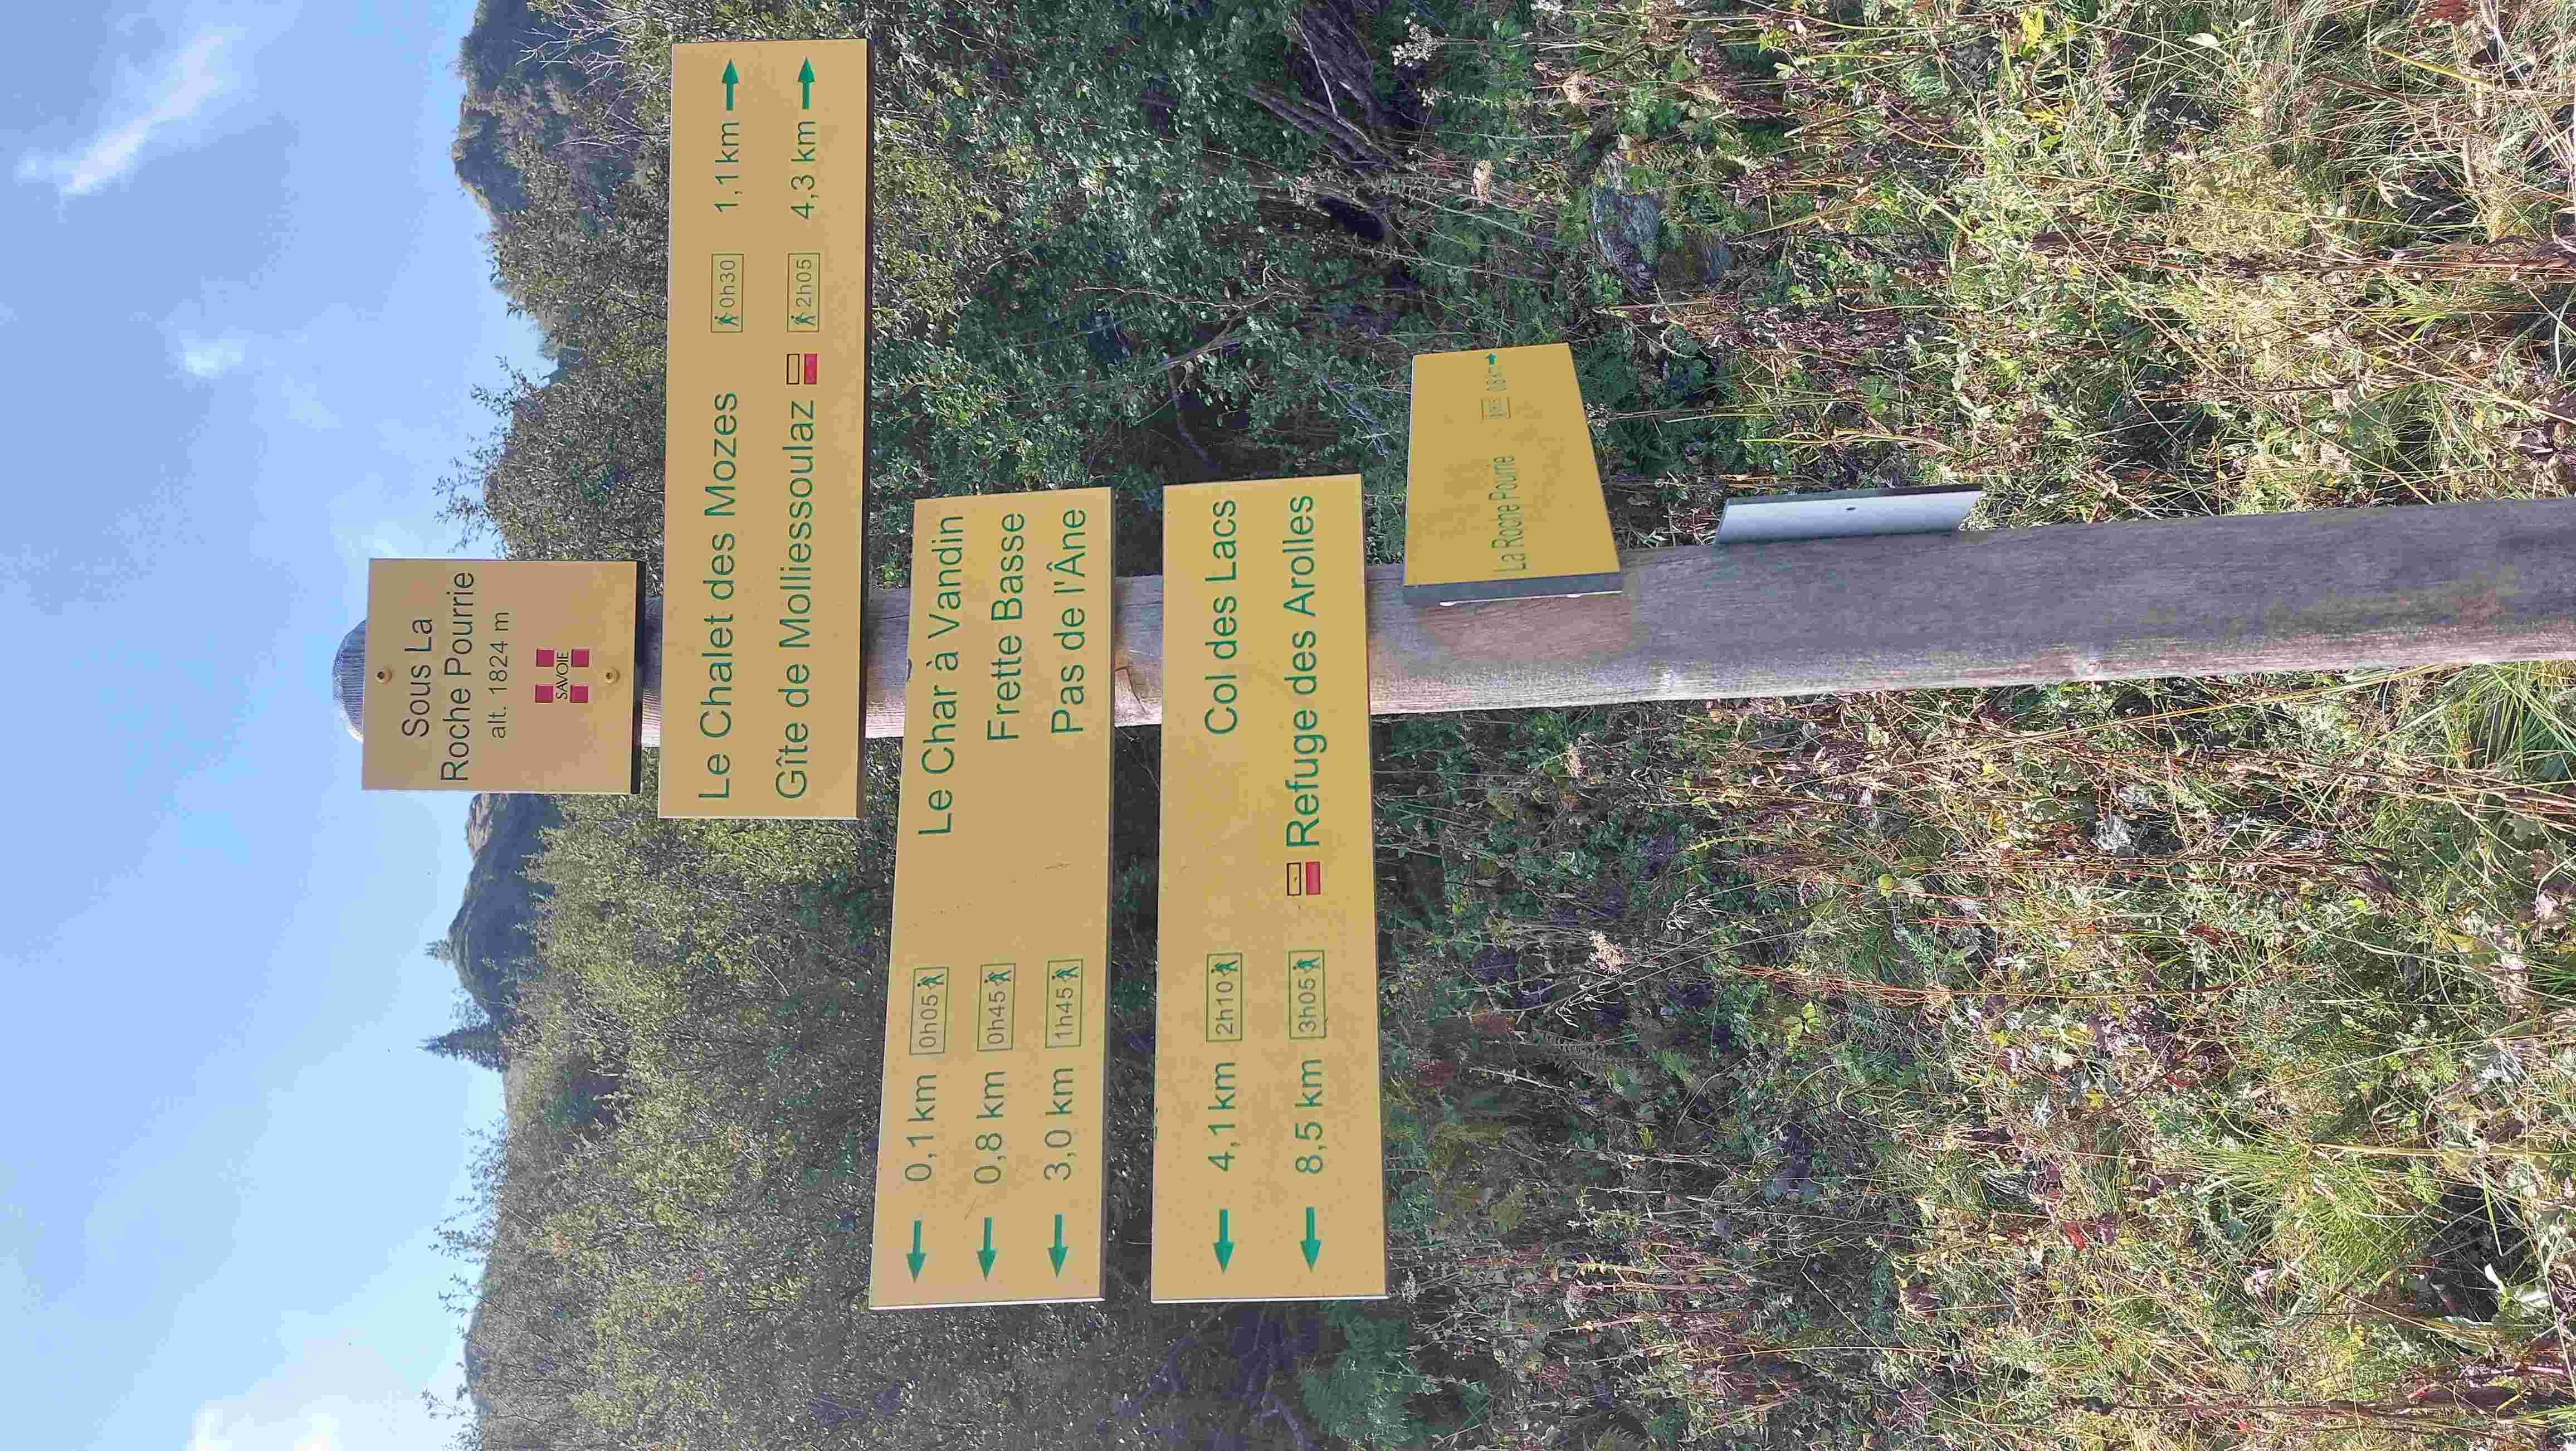 Sous La
Roche Pourrie
alt. 1824 m
SAVOIE
Le Chalet des Mozes 0h30 1,1 km
Gîte de Molliessoulaz 2h05 4,3 km
0,1 km 0h05 Le Char à Vandin
0,8 km 0h45 Frette Basse
3,0 km 1h45 Pas de l'Âne
4,1 km 2h10 Col des Lacs
8,5 km 3h05 Refuge des Arolles
La Roche Pourrie km